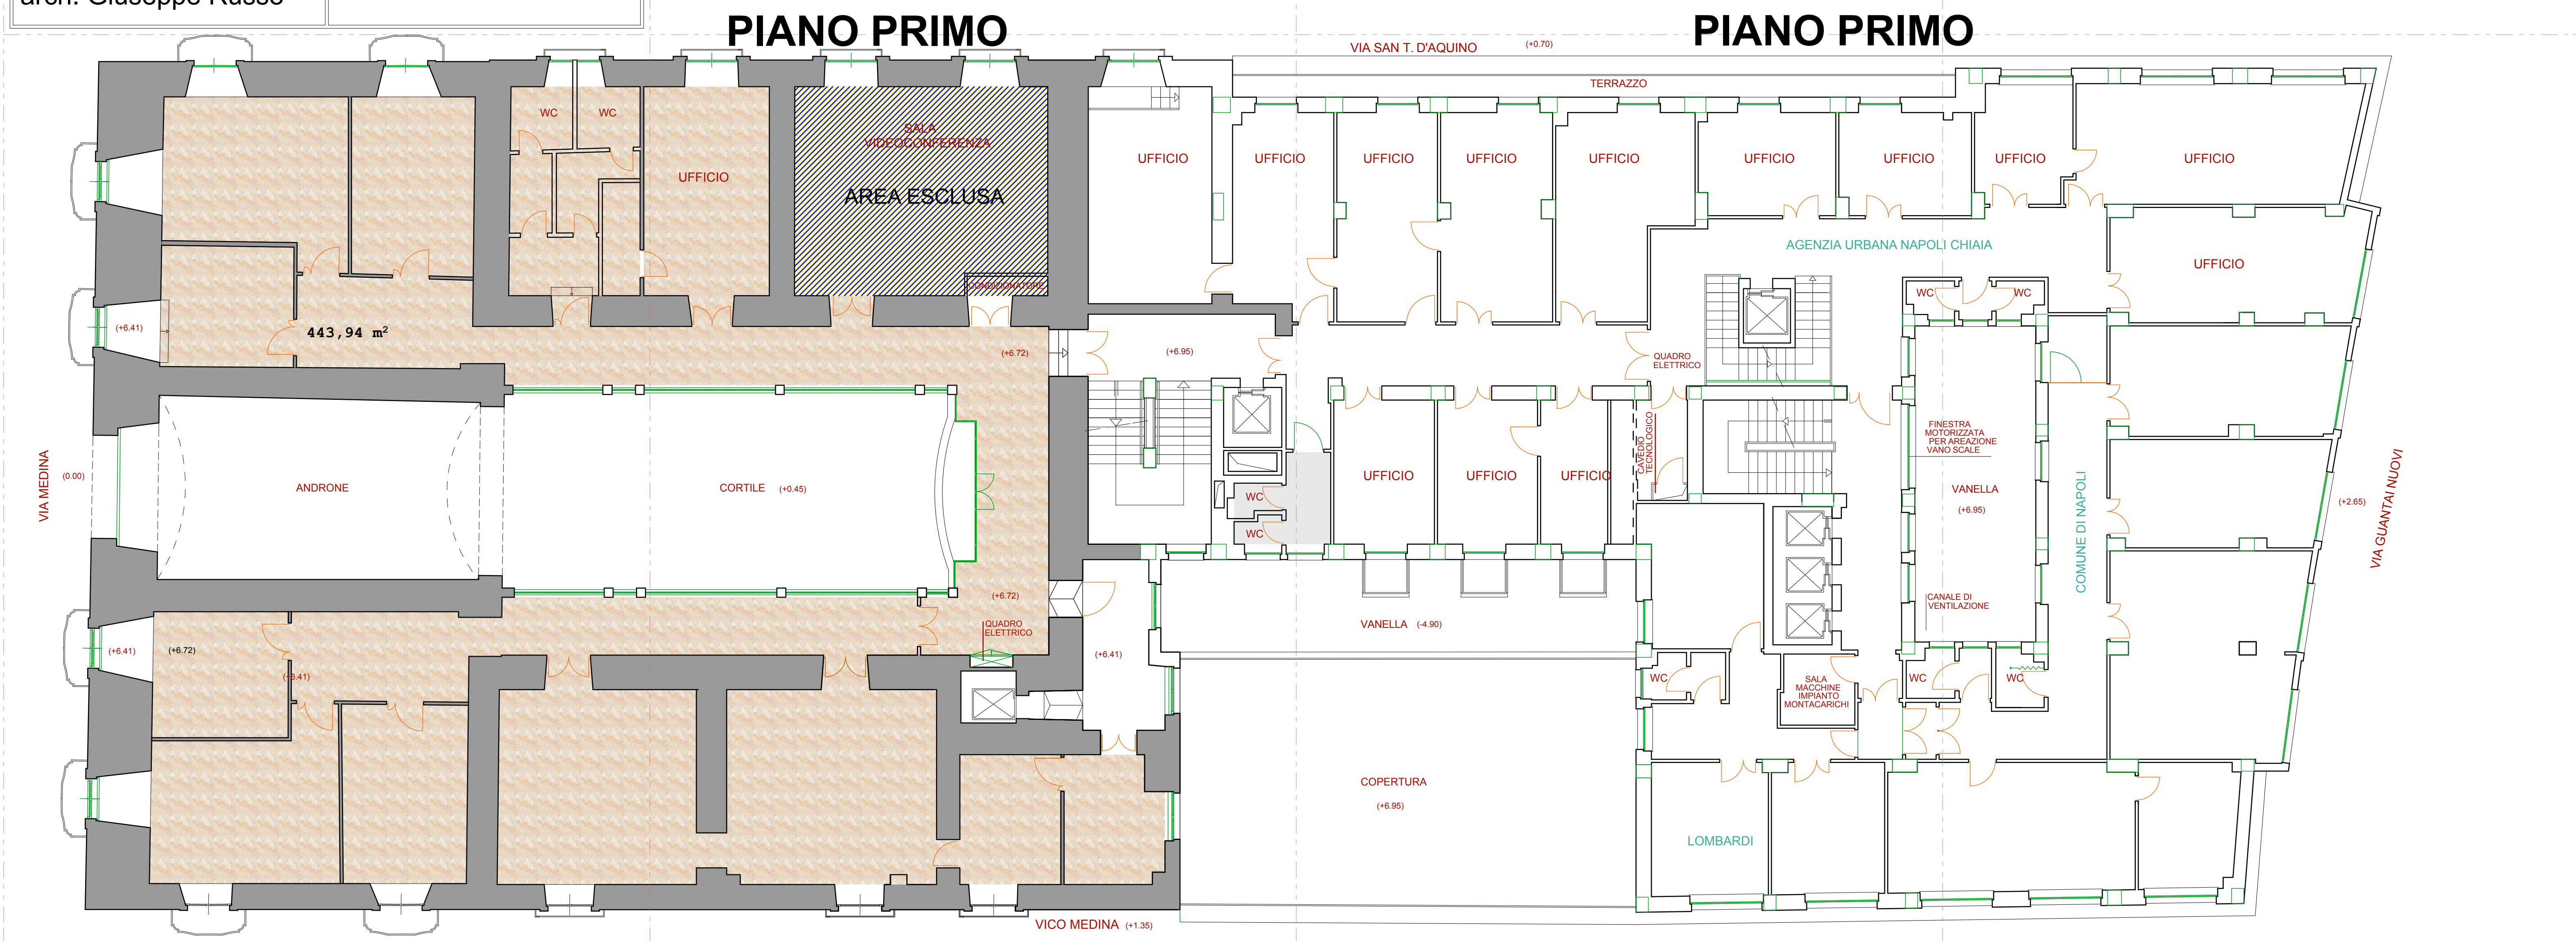 arch. Giuseppe Russo
PIANO PRIMO
PIANO PRIMO
VIA SAN T. D'AQUINO
(+0.70)
TERRAZZO
WC
WC
SALA
VIDEOCONFERENZA
UFFICIO
AREA ESCLUSA
CONDIZIONATORE
UFFICIO
UFFICIO
UFFICIO
UFFICIO
UFFICIO
UFFICIO
UFFICIO
UFFICIO
UFFICIO
AGENZIA URBANA NAPOLI CHIAIA
UFFICIO
WC
WC
(+6.41)
443,94 m²
(+6.72)
(+6.95)
QUADRO
ELETTRICO
VIA MEDINA
(0.00)
ANDRONE
CORTILE
(+0.45)
UFFICIO
UFFICIO
UFFICIO
CAVEDIO
TECNOLOGICO
WC
WC
FINESTRA
MOTORIZZATA
PER AREAZIONE
VANO SCALE
VANELLA
(+6.95)
COMUNE DI NAPOLI
(+2.65)
VIA GUANTAI NUOVI
CANALE DI
VENTILAZIONE
(+6.72)
QUADRO
ELETTRICO
VANELLA
(-4.90)
(+6.41)
(+6.72)
(+6.41)
(+6.41)
WC
SALA
MACCHINE
IMPIANTO
MONTACARICHI
WC
WC
COPERTURA
(+6.95)
LOMBARDI
VICO MEDINA
(+1.35)